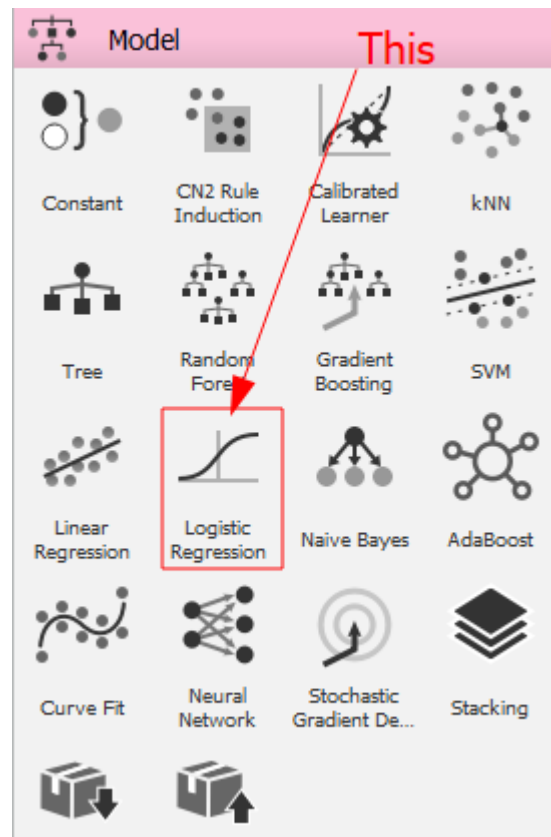 Model
This
Constant
CN2 Rule
Induction
Calibrated
Learner
kNN
Tree
Random
Fore
Gradient
Boosting
SVM
Linear
Regression
Logistic
Regression
Naive Bayes
AdaBoost
Curve Fit
Neural
Network
Stochastic
Gradient De...
Stacking